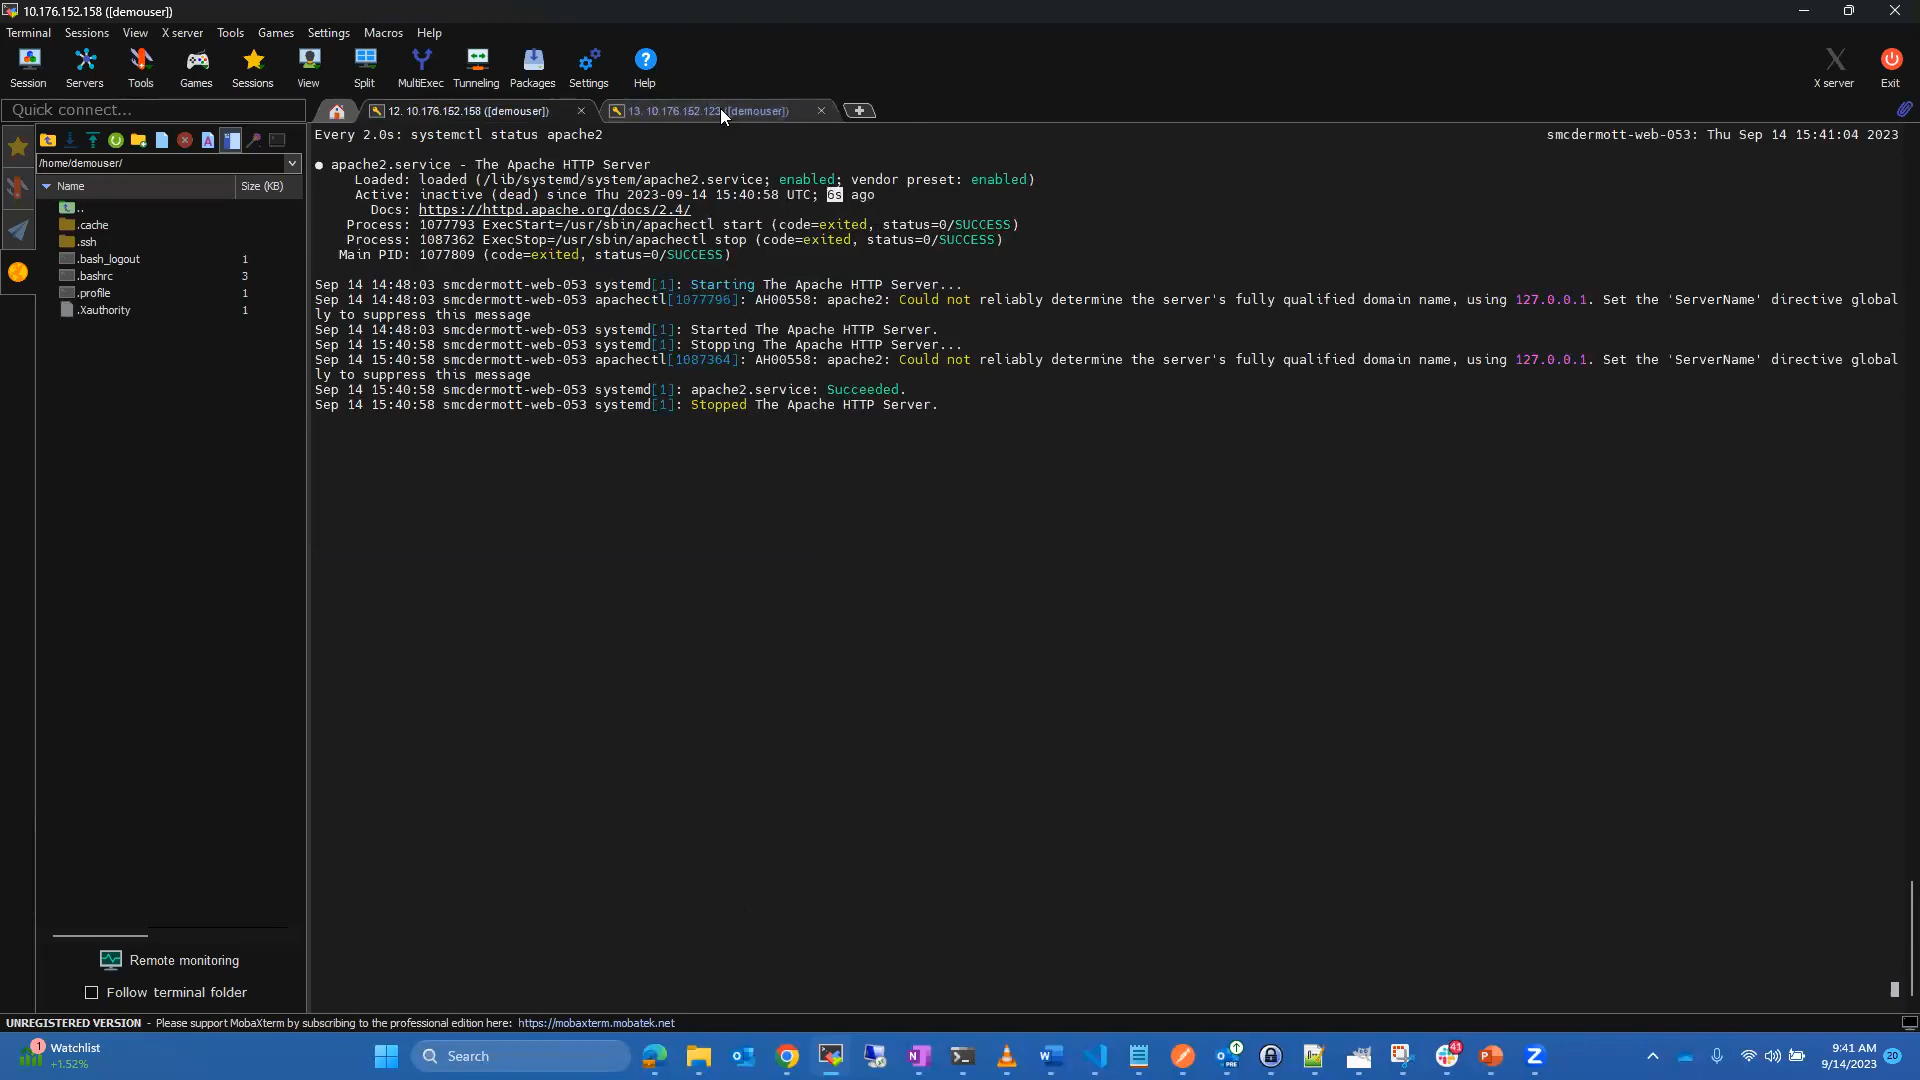 10.176.152.158 ([demouser])
Terminal Sessions View X server Tools Games Settings Macros Help
Session Servers Tools Games Sessions View Split MultiExec Tunneling Packages Settings Help X server Exit
Quick connect...
12. 10.176.152.158 ([demouser])
13. 10.176.152.123 ([demouser])
/home/demouser/
Name Size (KB)
..
.cache
.ssh
.bash_logout 1
.bashrc 3
.profile 1
.Xauthority 1
Remote monitoring
Follow terminal folder
Every 2.0s: systemctl status apache2 smcdermott-web-053: Thu Sep 14 15:41:04 2023
● apache2.service - The Apache HTTP Server
Loaded: loaded (/lib/systemd/system/apache2.service; enabled; vendor preset: enabled)
Active: inactive (dead) since Thu 2023-09-14 15:40:58 UTC; 6s ago
Docs: https://httpd.apache.org/docs/2.4/
Process: 1077793 ExecStart=/usr/sbin/apachectl start (code=exited, status=0/SUCCESS)
Process: 1087362 ExecStop=/usr/sbin/apachectl stop (code=exited, status=0/SUCCESS)
Main PID: 1077809 (code=exited, status=0/SUCCESS)
Sep 14 14:48:03 smcdermott-web-053 systemd[1]: Starting The Apache HTTP Server...
Sep 14 14:48:03 smcdermott-web-053 apachectl[1077796]: AH00558: apache2: Could not reliably determine the server's fully qualified domain name, using 127.0.0.1. Set the 'ServerName' directive global
ly to suppress this message
Sep 14 14:48:03 smcdermott-web-053 systemd[1]: Started The Apache HTTP Server.
Sep 14 15:40:58 smcdermott-web-053 systemd[1]: Stopping The Apache HTTP Server...
Sep 14 15:40:58 smcdermott-web-053 apachectl[1087364]: AH00558: apache2: Could not reliably determine the server's fully qualified domain name, using 127.0.0.1. Set the 'ServerName' directive global
ly to suppress this message
Sep 14 15:40:58 smcdermott-web-053 systemd[1]: apache2.service: Succeeded.
Sep 14 15:40:58 smcdermott-web-053 systemd[1]: Stopped The Apache HTTP Server.
UNREGISTERED VERSION - Please support MobaXterm by subscribing to the professional edition here: https://mobaxterm.mobatek.net
1 Watchlist
+1.52%
Search
PRE
41
9:41 AM
9/14/2023
20